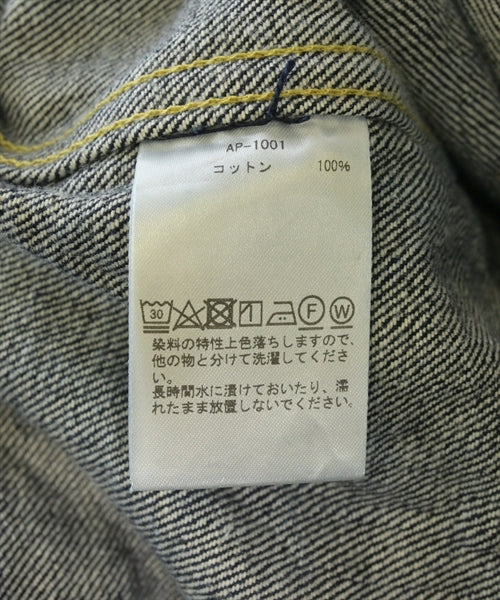 AP-1001
コットン 100%
30 F W
染料の特性上色落ちしますので、
他の物と分けて洗濯してくださ
い。
長時間水に漬けておいたり、濡
れたまま放置しないでください。